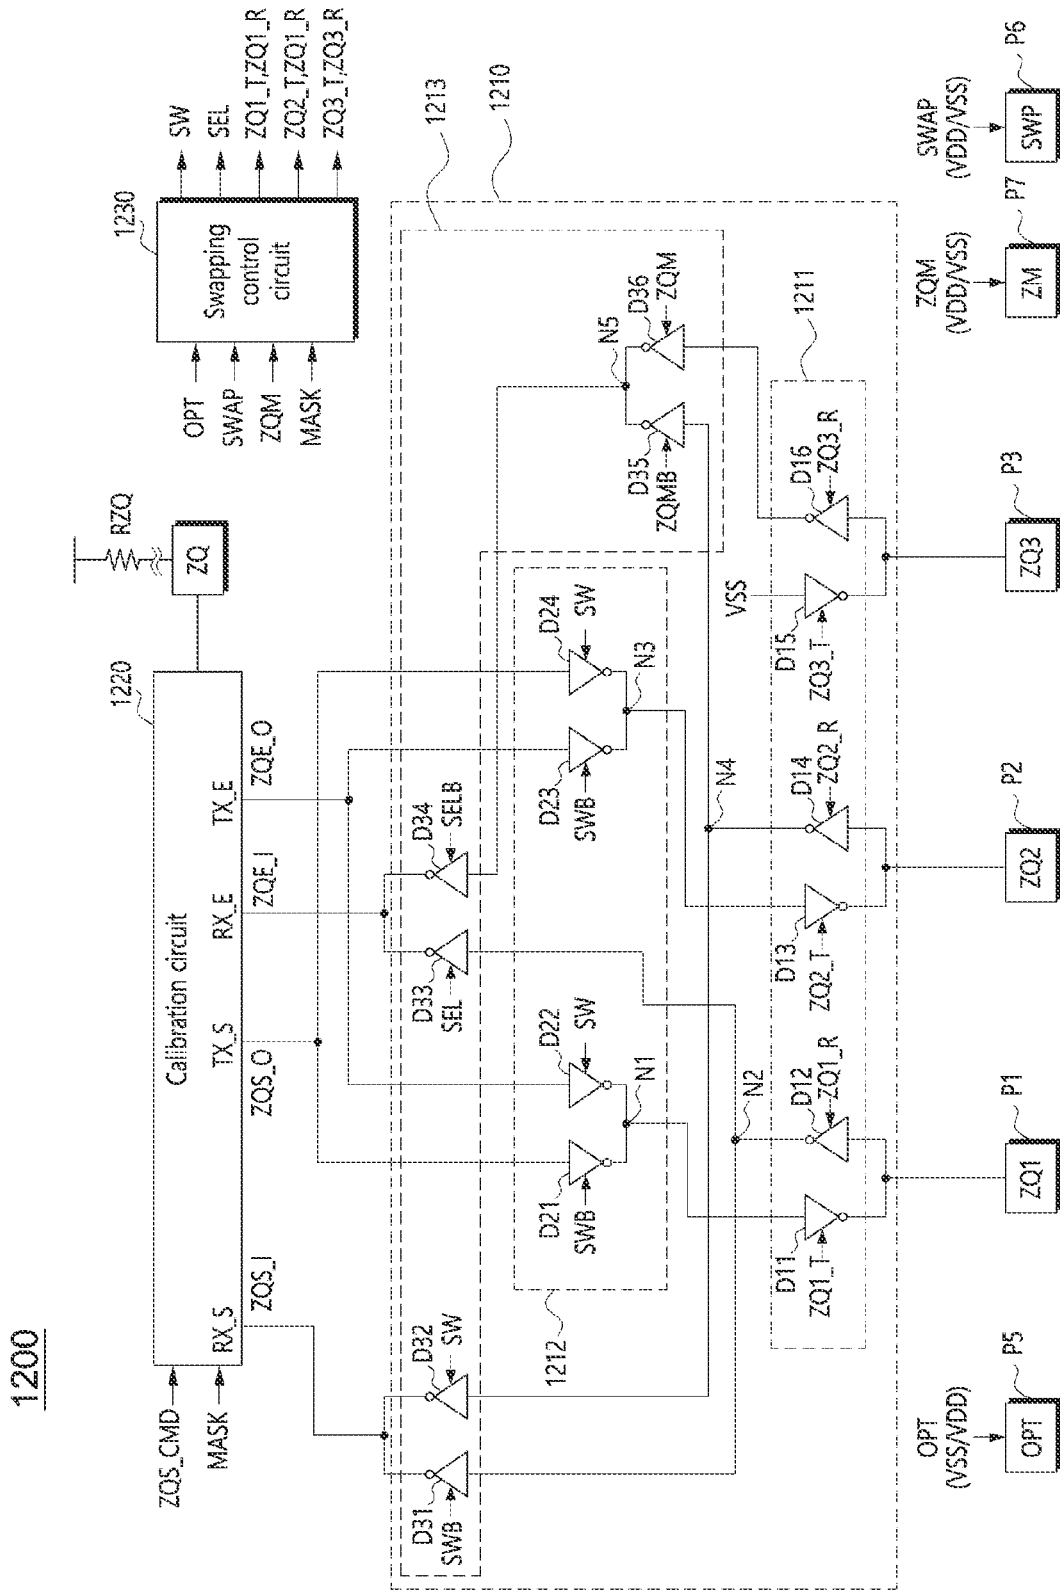 1200
ZQS_CMD
MASK
1220
Calibration circuit
RX_S
TX_S
RX_E
TX_E
ZQS_I
ZQS_O
ZQE_I
ZQE_O
RZQ
ZQ
1230
Swapping
control
circuit
OPT
SWAP
ZQM
MASK
SW
SEL
ZQ1_T,ZQ1_R
ZQ2_T,ZQ1_R
ZQ3_T,ZQ3_R
1213
1210
D31
SWB
D32
SW
D33
SEL
D34
SELB
D21
SWB
D22
SW
N1
D23
SWB
D24
SW
N3
1212
D35
ZQMB
D36
ZQM
N5
N2
N4
1211
D11
ZQ1_T
D12
ZQ1_R
D13
ZQ2_T
D14
ZQ2_R
VSS
D15
ZQ3_T
D16
ZQ3_R
OPT
(VSS/VDD)
P5
OPT
P1
ZQ1
P2
ZQ2
P3
ZQ3
ZQM
(VDD/VSS)
P7
ZM
SWAP
(VDD/VSS)
P6
SWP